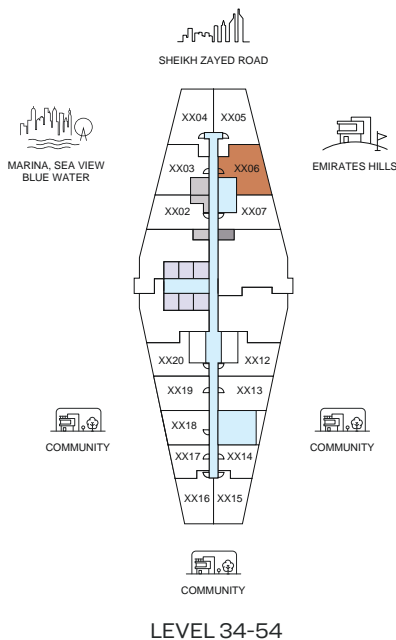 SHEIKH ZAYED ROAD
XX04 XX05
MARINA, SEA VIEW
BLUE WATER
EMIRATES HILLS
XX03 XX06
XX02 XX07
XX20 XX12
XX19 XX13
XX18
COMMUNITY
COMMUNITY
XX17 XX14
XX16 XX15
COMMUNITY
LEVEL 34-54